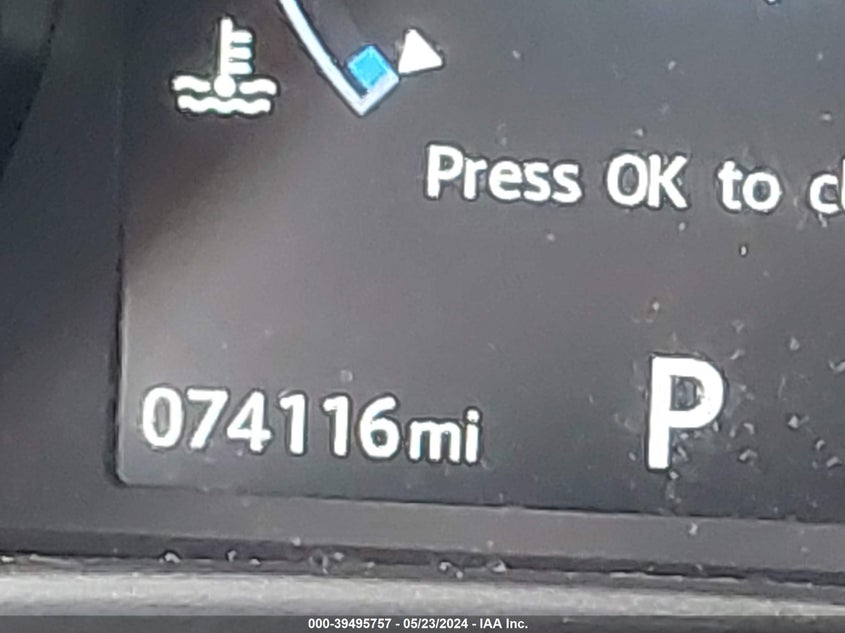 Press OK to
074116mi
P
000-39495757 - 05/23/2024 - IAA Inc.